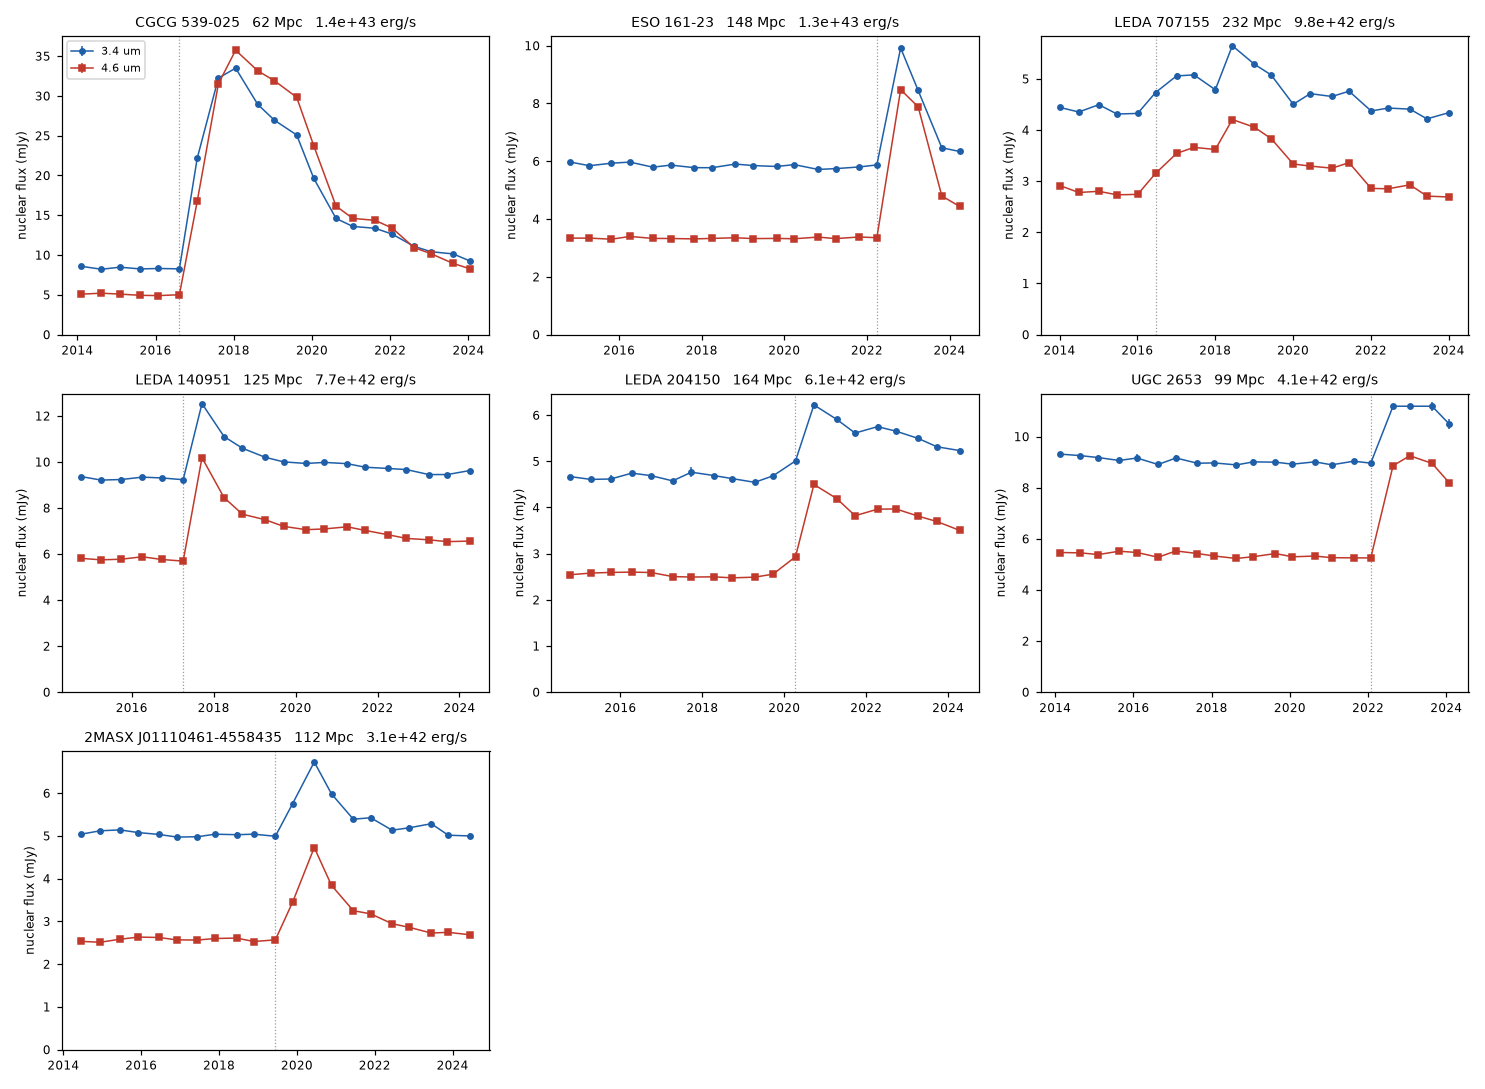 CGCG 539-025 62 Mpc 1.4e+43 erg/s
3.4 um
4.6 um
nuclear flux (mJy)
35
30
25
20
15
10
5
0
2014 2016 2018 2020 2022 2024
ESO 161-23 148 Mpc 1.3e+43 erg/s
nuclear flux (mJy)
10
8
6
4
2
0
2016 2018 2020 2022 2024
LEDA 707155 232 Mpc 9.8e+42 erg/s
nuclear flux (mJy)
5
4
3
2
1
0
2014 2016 2018 2020 2022 2024
LEDA 140951 125 Mpc 7.7e+42 erg/s
nuclear flux (mJy)
12
10
8
6
4
2
0
2016 2018 2020 2022 2024
LEDA 204150 164 Mpc 6.1e+42 erg/s
nuclear flux (mJy)
6
5
4
3
2
1
0
2016 2018 2020 2022 2024
UGC 2653 99 Mpc 4.1e+42 erg/s
nuclear flux (mJy)
10
8
6
4
2
0
2014 2016 2018 2020 2022 2024
2MASX J01110461-4558435 112 Mpc 3.1e+42 erg/s
nuclear flux (mJy)
6
5
4
3
2
1
0
2014 2016 2018 2020 2022 2024